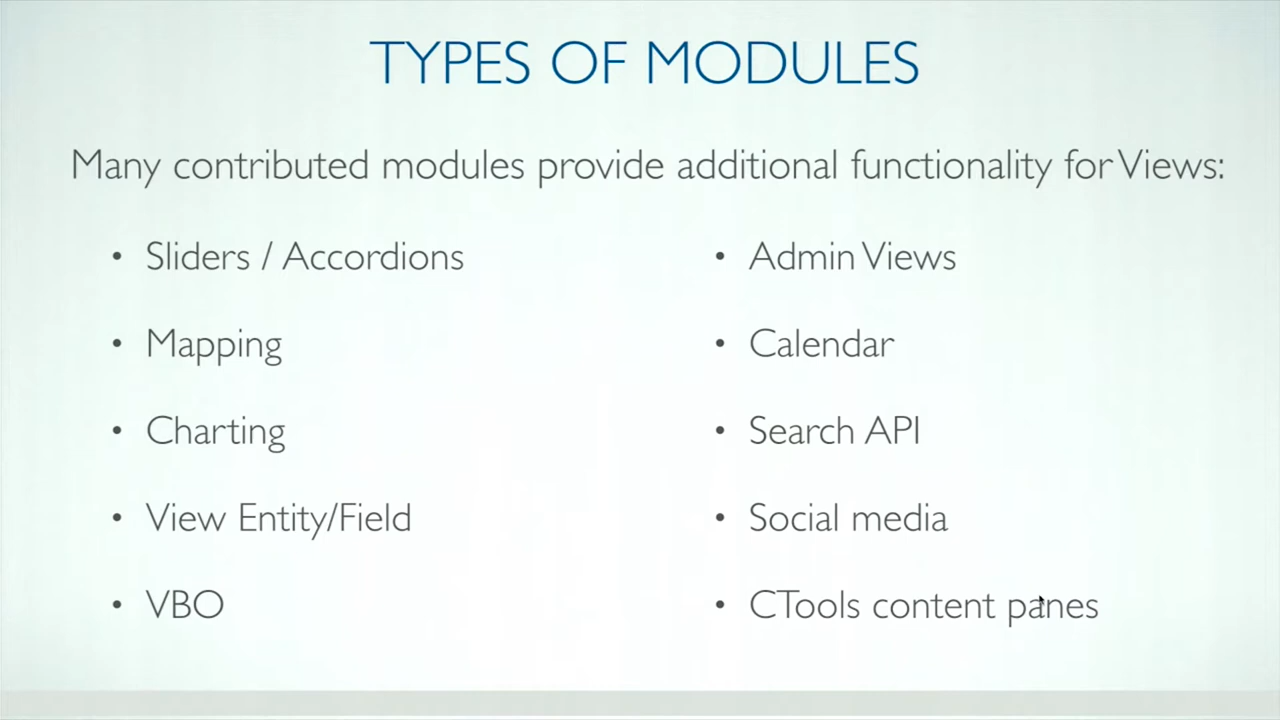 TYPES OF MODULES
Many contributed modules provide additional functionality for Views:
• Sliders / Accordions
• Mapping
• Charting
• View Entity/Field
• VBO
• Admin Views
• Calendar
• Search API
• Social media
• CTools content panes